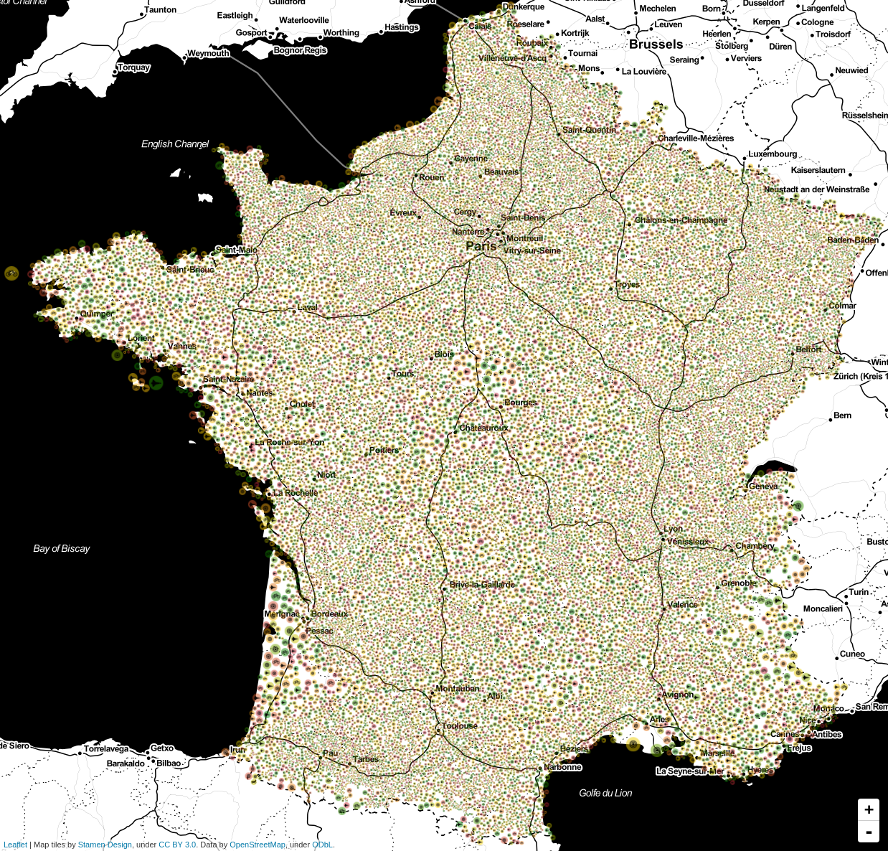 Taunton
Eastleigh
Guildford
Waterlooville
Gosport
Worthing
Hastings
Ashford
Weymouth
Bognor Regis
Torquay
English Channel
Dunkerque
Calais
Roeselare
Aalst
Mechelen
Born
Dusseldorf
Langenfeld
Leuven
Kerpen
Cologne
Kortrijk
Heerlen
Troisdorf
Roubaix
Brussels
Stolberg
Düren
Tournai
Villeneuve-d'Ascq
Seraing
Verviers
Mons
La Louvière
Neuwied
Saint-Quentin
Charleville-Mézières
Rüsselsheim
Luxembourg
Cayenne
Kaiserslautern
Rouen
Beauvais
Neustadt an der Weinstraße
Évreux
Cergy
Saint-Denis
Châlons-en-Champagne
Nanterre
Montreuil
Paris
Vitry-sur-Seine
Baden-Baden
Saint-Malo
Saint-Brieuc
Offen
Troyes
Quimper
Laval
Colmar
Lorient
Vannes
Blois
Belfort
Wint
Tours
Zürich (Kreis 1
Saint-Nazaire
Nantes
Cholet
Bourges
Bern
Châteauroux
La Roche-sur-Yon
Poitiers
Niort
Geneva
La Rochelle
Lyon
Vénissieux
Chambéry
Busto
Bay of Biscay
Brive-la-Gaillarde
Grenoble
Turin
Valence
Moncalieri
Mérignac
Bordeaux
Pessac
Cuneo
Montauban
Albi
Avignon
Monaco
San Rem
Arle
Nice
Toulouse
Cannes
Antibes
de Siero
Torrelavega
Getxo
Irun
Béziers
Marseille
Fréjus
Barakaldo
Bilbao
Pau
Tarbes
Narbonne
La Seyne-sur-Mer
Hyères
Golfe du Lion
+
-
Leaflet | Map tiles by Stamen Design, under CC BY 3.0. Data by OpenStreetMap, under ODbL.